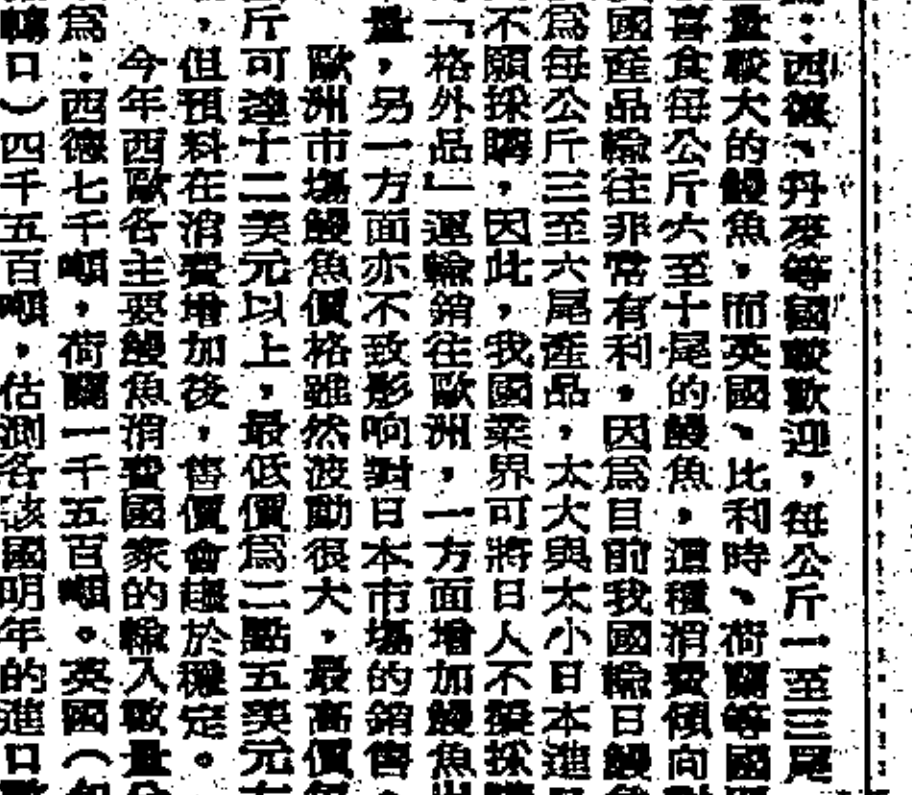 ：西德、丹麥等國較歡迎，每公斤一至三尾
量較大的鰻魚，而英國、比利時、荷蘭等國
喜食每公斤六至十尾的鰻魚，這種消費傾向
國產品輸往非常有利。因為目前我國輸日鰻
為每公斤三至六尾產品，太大與太小日本進
不願採購，因此，我國業界可將日人不擬採購
「格外品」運輸銷往歐洲，一方面增加鰻魚出
量，另一方面亦不致影响對日本市場的銷售。
歐洲市場鰻魚價格雖然波動很大，最高價每
斤可達十二美元以上，最低價為二點五美元左
，但預料在消費增加後，售價會趨於穩定。
今年西歐各主要鰻魚消費國家的輸入數量分
為：西德七千噸，荷蘭一千五百噸。英國（包
轉口）四千五百噸，估測各該國明年的進口數